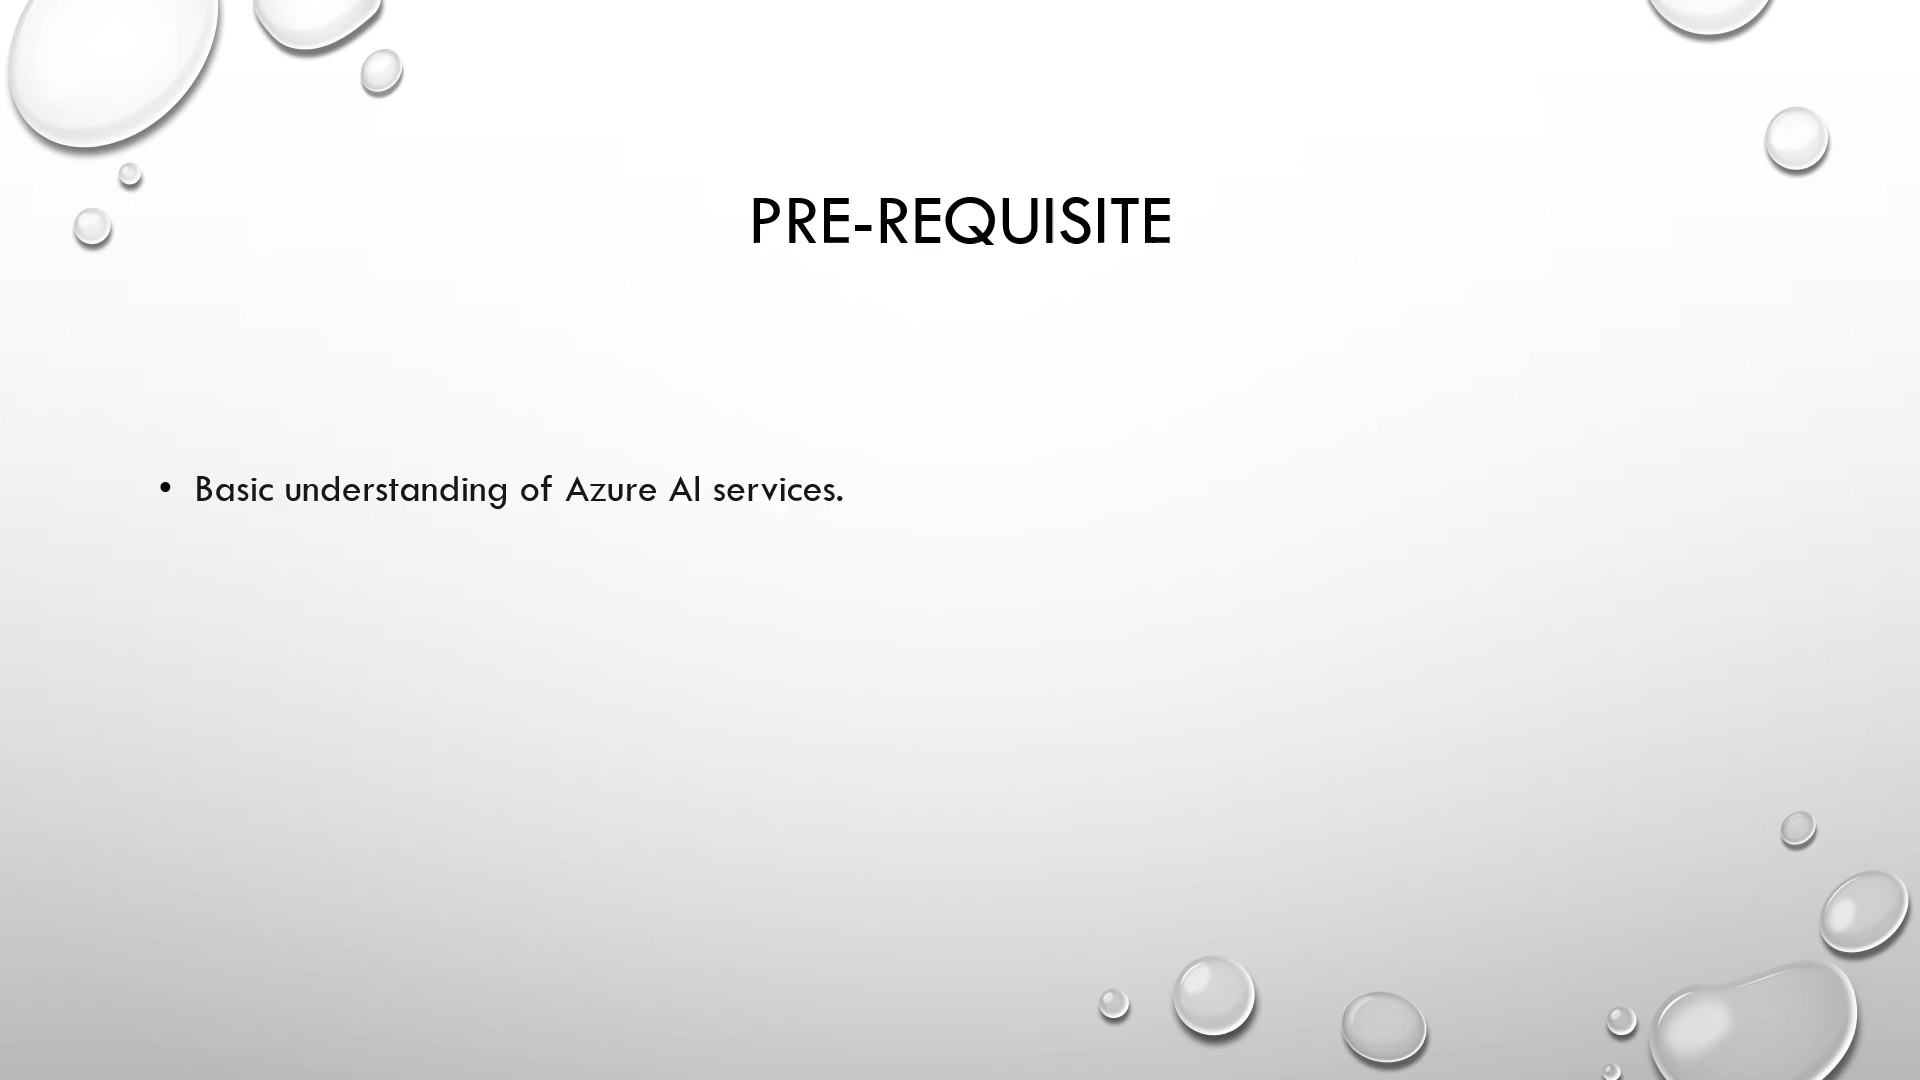 PRE-REQUISITE
• Basic understanding of Azure AI services.